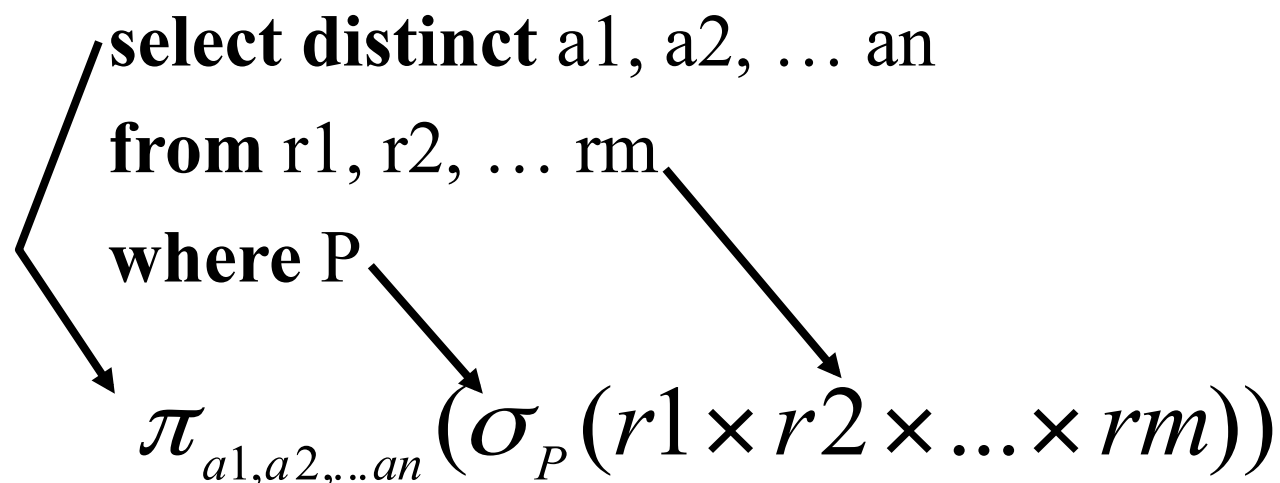 select distinct a1, a2, … an
from r1, r2, … rm
where P
π a1,a2,...an (σ P (r1×r2×...×rm))